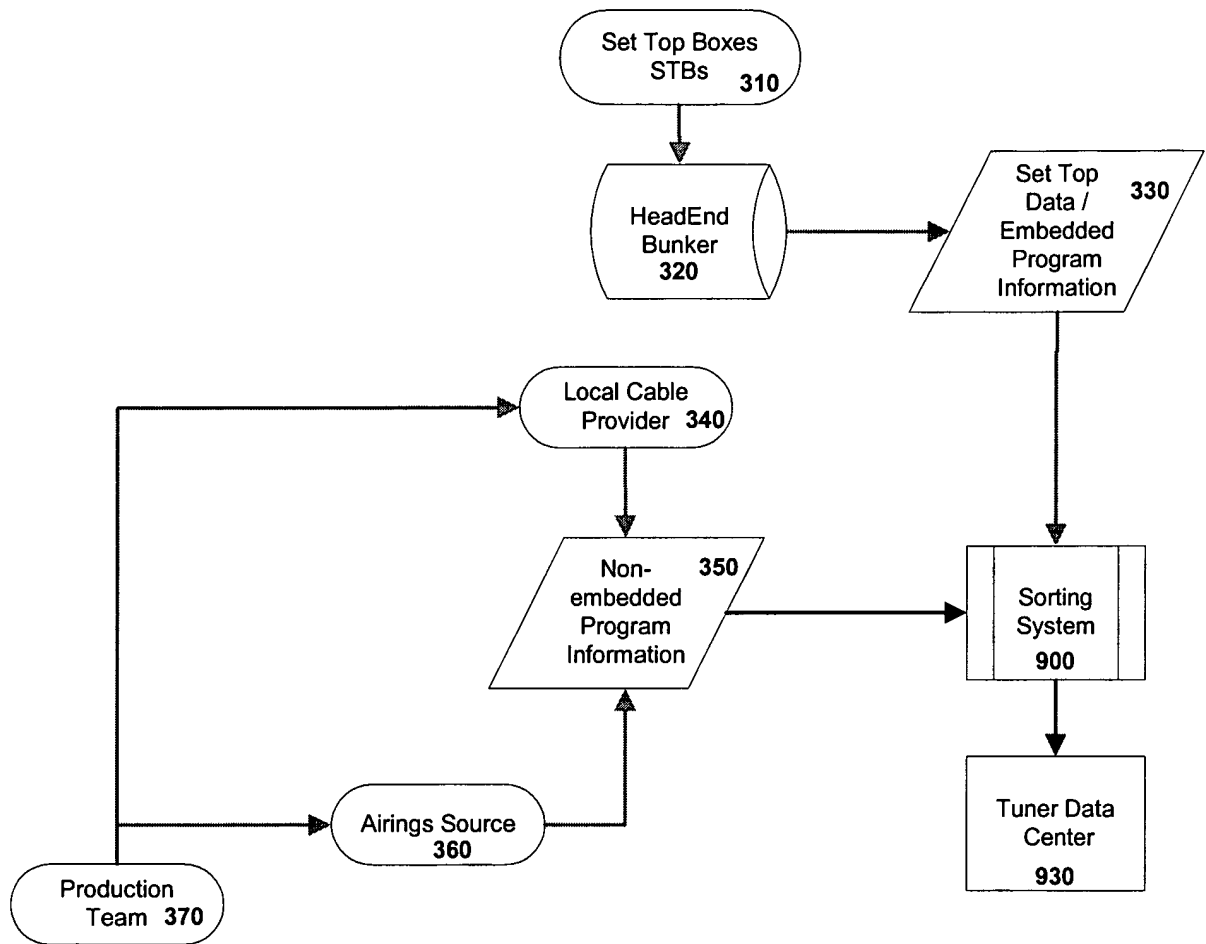 Set Top Boxes
STBs
310
HeadEnd
Bunker
320
Set Top
Data /
Embedded
Program
Information
330
Local Cable
Provider 340
Non-
embedded
Program
Information
350
Sorting
System
900
Airings Source
360
Tuner Data
Center
930
Production
Team 370